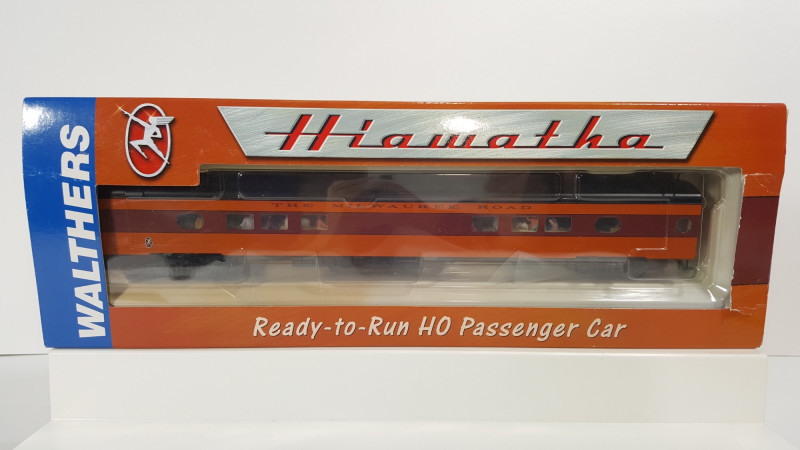 WALTHERS
Hiawatha
THE MILWAUKEE ROAD
Ready-to-Run HO Passenger Car